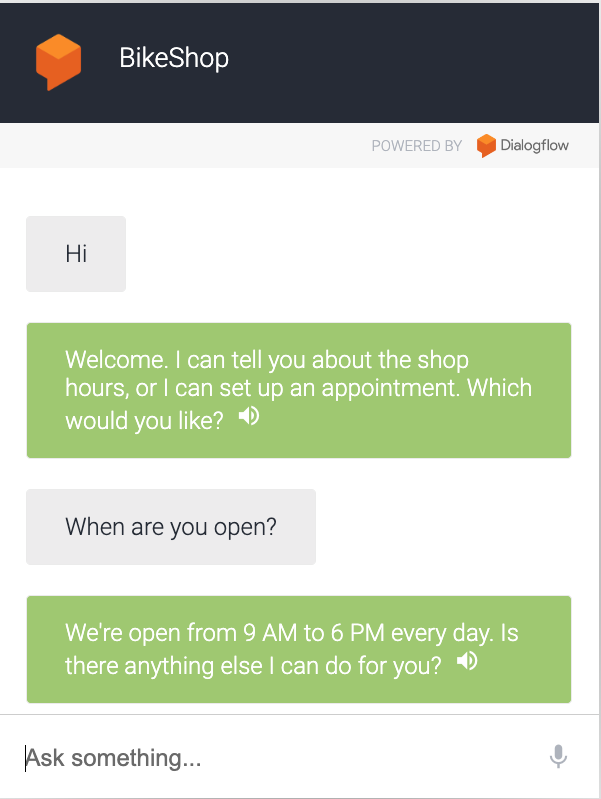 BikeShop
POWERED BY Dialogflow
Hi
Welcome. I can tell you about the shop
hours, or I can set up an appointment. Which
would you like?
When are you open?
We're open from 9 AM to 6 PM every day. Is
there anything else I can do for you?
Ask something...